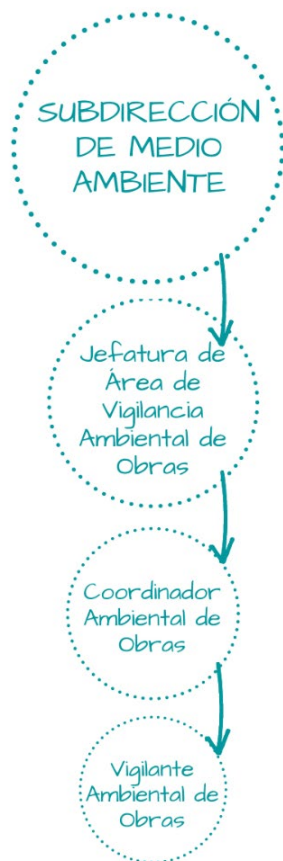 SUBDIRECCIÓN
DE MEDIO
AMBIENTE
Jefatura de
Área de
Vigilancia
Ambiental de
Obras
Coordinador
Ambiental de
Obras
Vigilante
Ambiental de
Obras